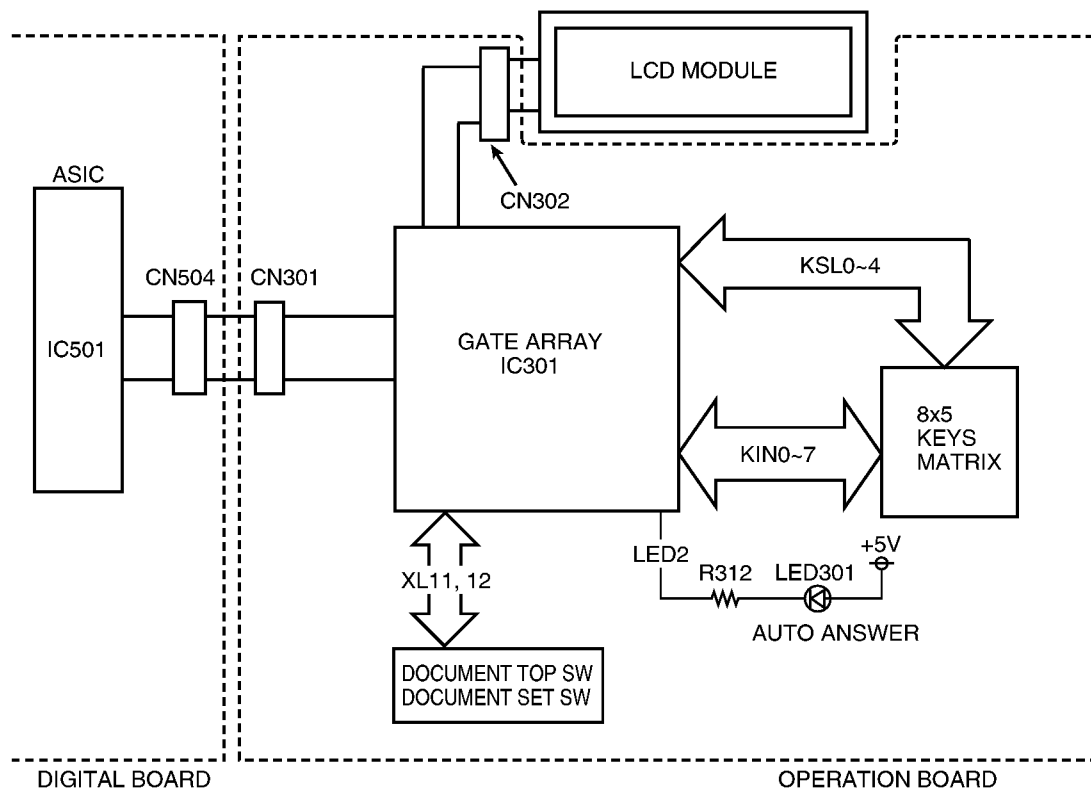 LCD MODULE
CN302
ASIC
IC501
CN504
CN301
GATE ARRAY
IC301
KSL0~4
KIN0~7
8x5
KEYS
MATRIX
XL11, 12
LED2
R312
LED301
+5V
AUTO ANSWER
DOCUMENT TOP SW
DOCUMENT SET SW
DIGITAL BOARD
OPERATION BOARD